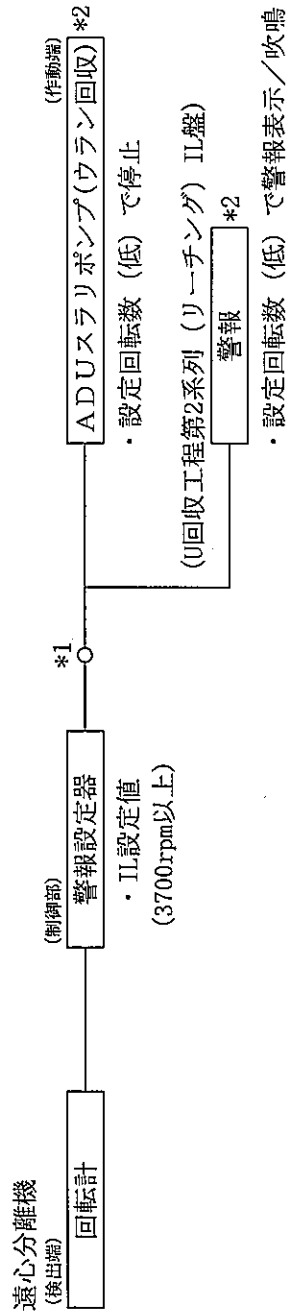 遠心分離機
(検出端)
回転計
(制御部)
警報設定器
・IL設定値
(3700rpm以上)
*1
(作動端)
ADUスラリポンプ(ウラン回収) *2
・設定回転数(低)で停止
(U回収工程第2系列(リーチング)IL盤)
警報 *2
・設定回転数(低)で警報表示/吹鳴